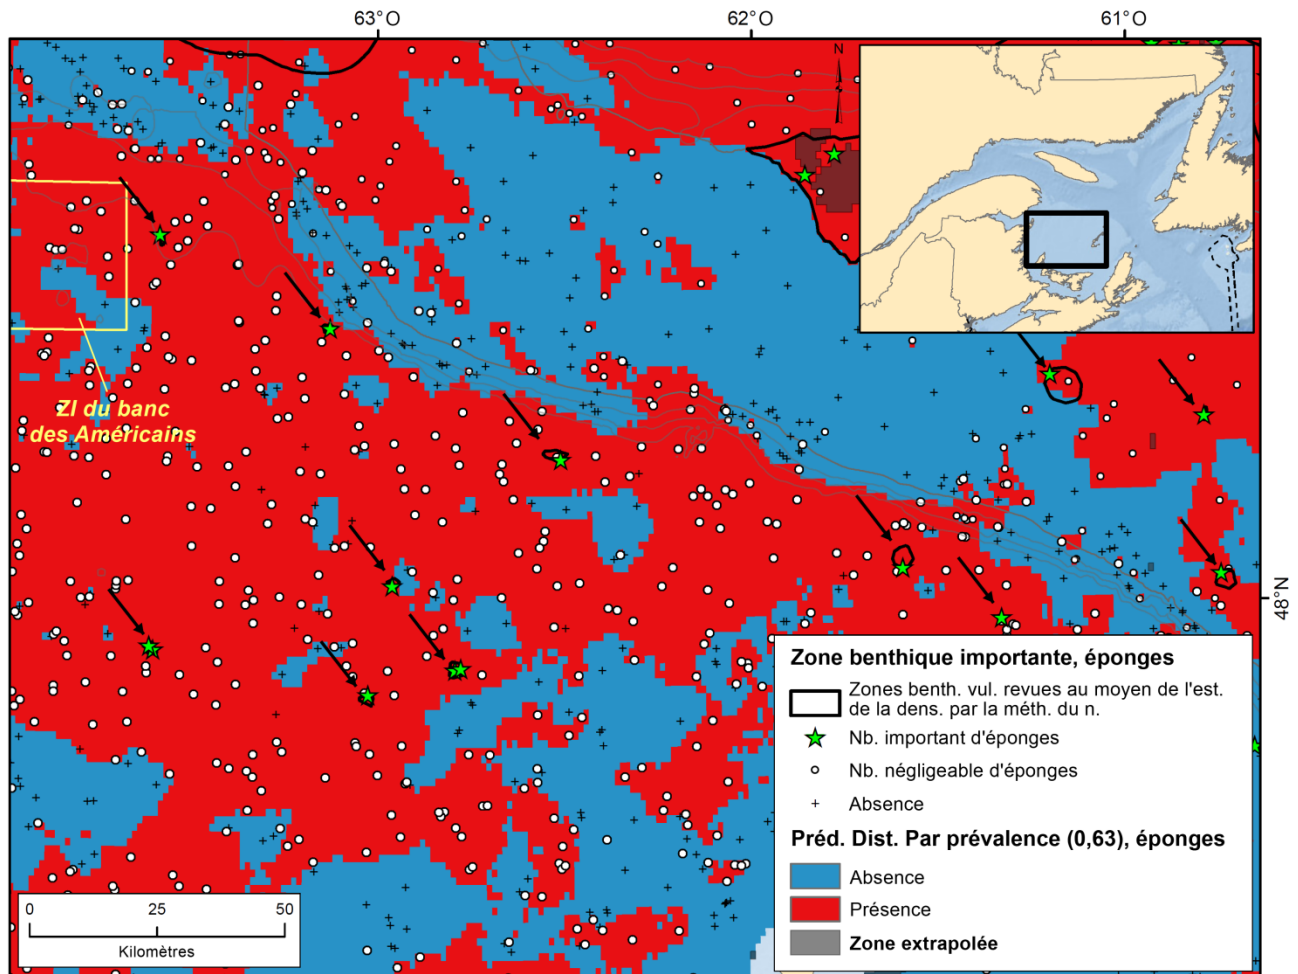 63°O
62°O
61°O
N
ZI du banc
des Américains
48°N
Zone benthique importante, éponges
Zones benth. vul. revues au moyen de l'est.
de la dens. par la méth. du n.
Nb. important d'éponges
Nb. négligeable d'éponges
Absence
Préd. Dist. Par prévalence (0,63), éponges
Absence
Présence
Zone extrapolée
0
25
50
Kilomètres